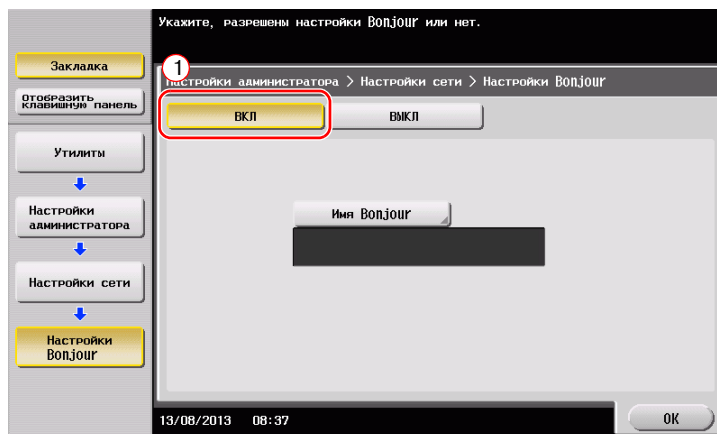 Укажите, разрешены настройки Bonjour или нет.
Закладка
Отобразить
клавишную панель
1
Настройки администратора > Настройки сети > Настройки Bonjour
ВКЛ
ВЫКЛ
Утилиты
Настройки
администратора
Имя Bonjour
Настройки сети
Настройки
Bonjour
13/08/2013 08:37
OK